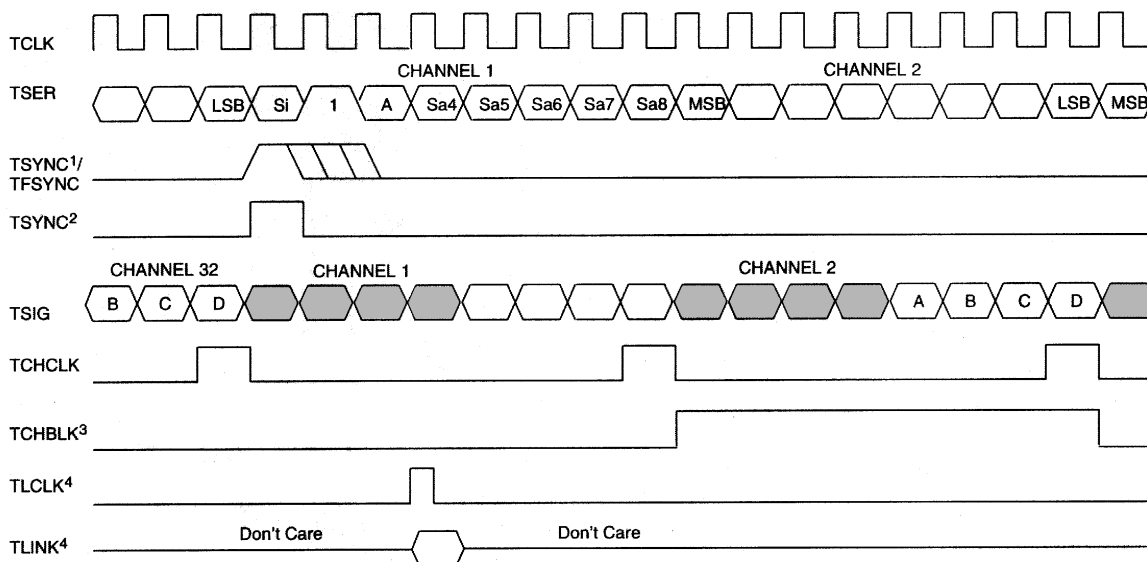 TCLK
CHANNEL 1 CHANNEL 2
TSER LSB Si 1 A Sa4 Sa5 Sa6 Sa7 Sa8 MSB LSB MSB
TSYNC¹/
TFSYNC
TSYNC²
CHANNEL 32 CHANNEL 1 CHANNEL 2
TSIG B C D A B C D
TCHCLK
TCHBLK³
TLCLK⁴
Don't Care Don't Care
TLINK⁴